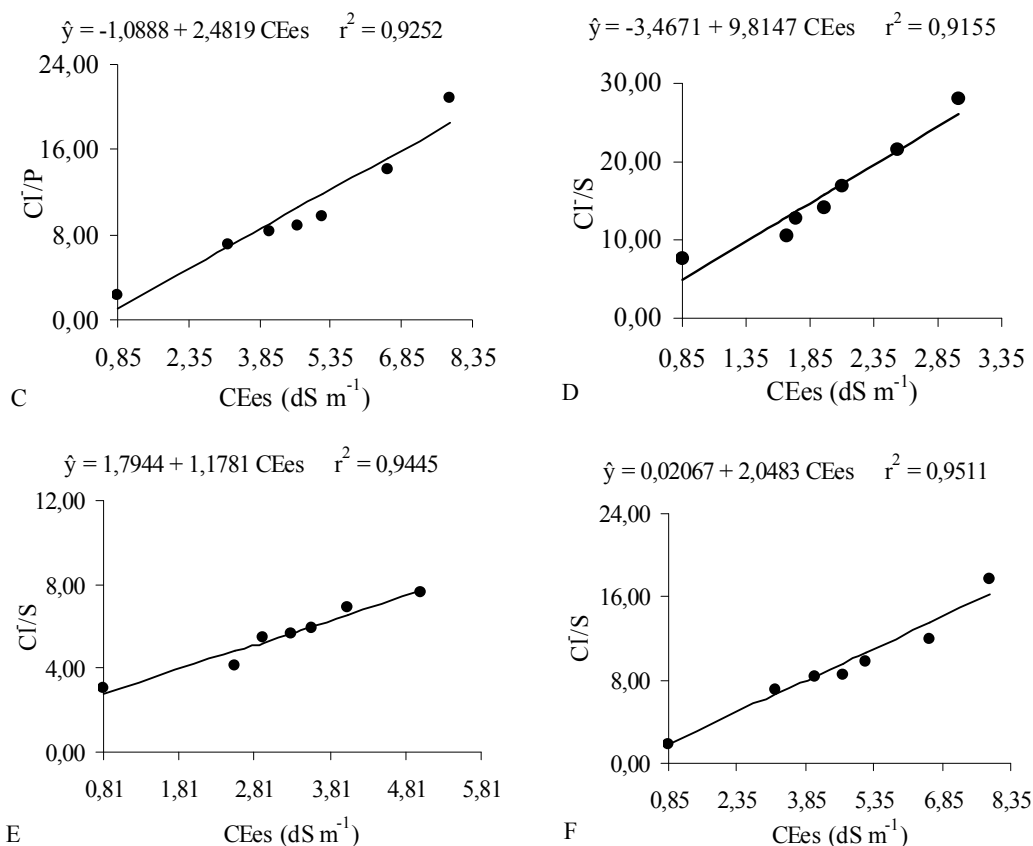 ŷ = -1,0888 + 2,4819 CEes r² = 0,9252
24,00
16,00
8,00
0,00
Cl⁻/P
0,85 2,35 3,85 5,35 6,85 8,35
CEes (dS m⁻¹)
C
ŷ = -3,4671 + 9,8147 CEes r² = 0,9155
30,00
20,00
10,00
0,00
Cl⁻/S
0,85 1,35 1,85 2,35 2,85 3,35
CEes (dS m⁻¹)
D
ŷ = 1,7944 + 1,1781 CEes r² = 0,9445
12,00
8,00
4,00
0,00
Cl⁻/S
0,81 1,81 2,81 3,81 4,81 5,81
CEes (dS m⁻¹)
E
ŷ = 0,02067 + 2,0483 CEes r² = 0,9511
24,00
16,00
8,00
0,00
Cl⁻/S
0,85 2,35 3,85 5,35 6,85 8,35
CEes (dS m⁻¹)
F